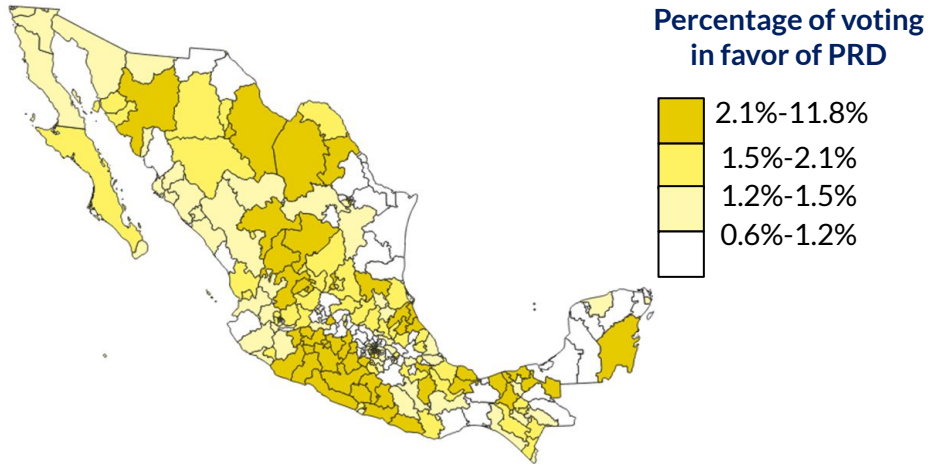 Percentage of voting
in favor of PRD
2.1%-11.8%
1.5%-2.1%
1.2%-1.5%
0.6%-1.2%